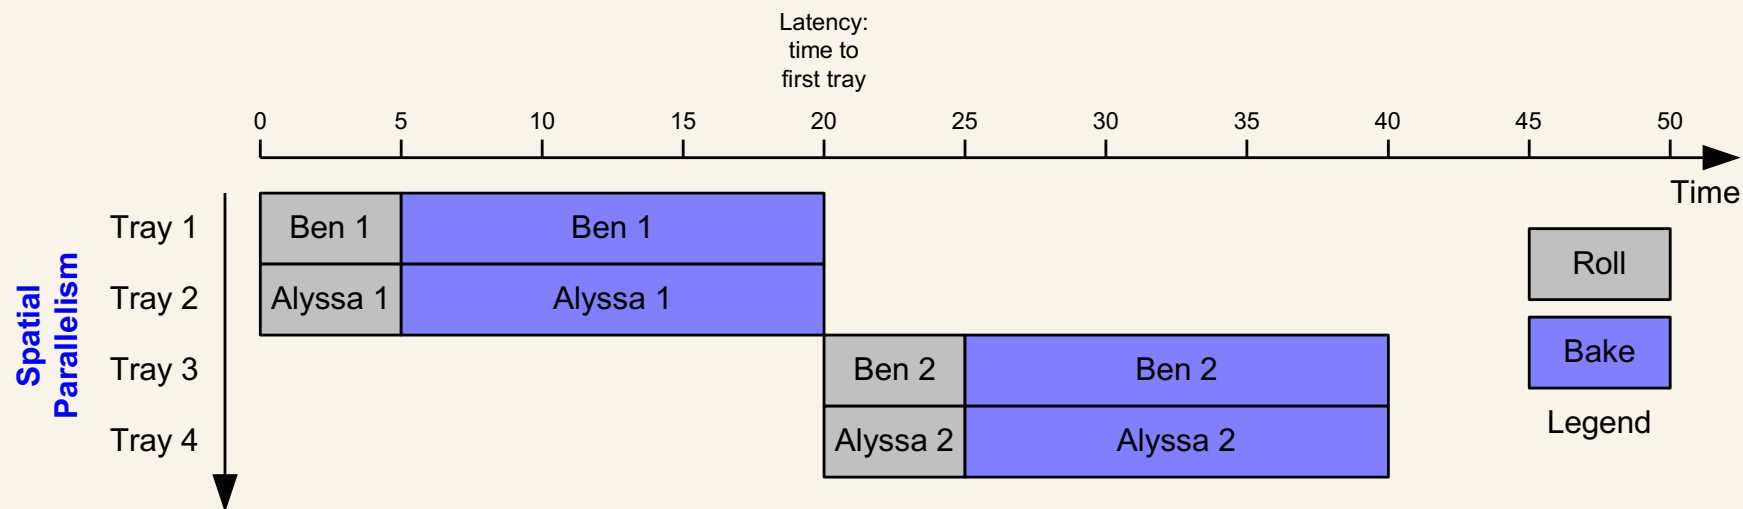 Latency:
time to
first tray
0 5 10 15 20 25 30 35 40 45 50
Time
Spatial
Parallelism
Tray 1 Ben 1 Ben 1
Tray 2 Alyssa 1 Alyssa 1
Tray 3 Ben 2 Ben 2
Tray 4 Alyssa 2 Alyssa 2
Roll
Bake
Legend